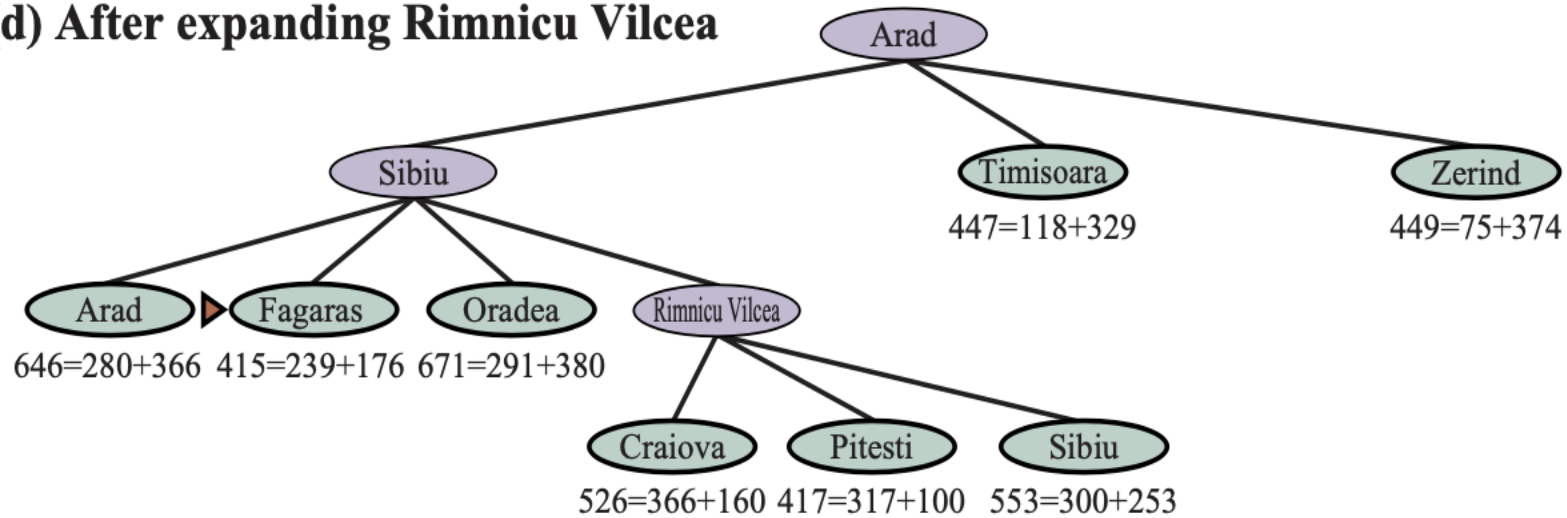 d) After expanding Rimnicu Vilcea
Arad
Sibiu
Timisoara
Zerind
447=118+329
449=75+374
Arad
Fagaras
Oradea
Rimnicu Vilcea
646=280+366
415=239+176
671=291+380
Craiova
Pitesti
Sibiu
526=366+160
417=317+100
553=300+253